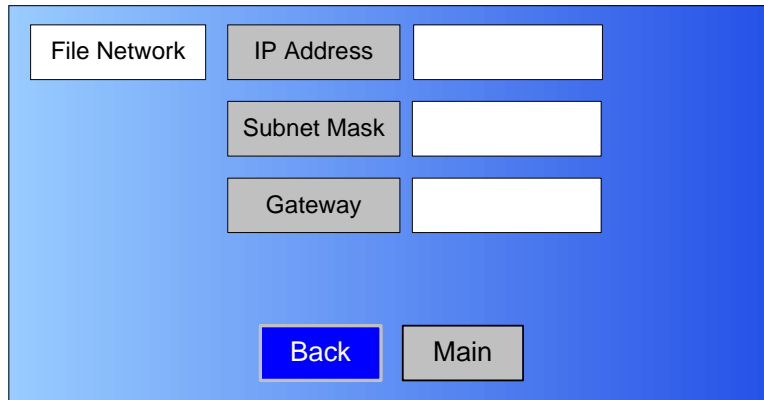 File Network
IP Address
Subnet Mask
Gateway
Back
Main